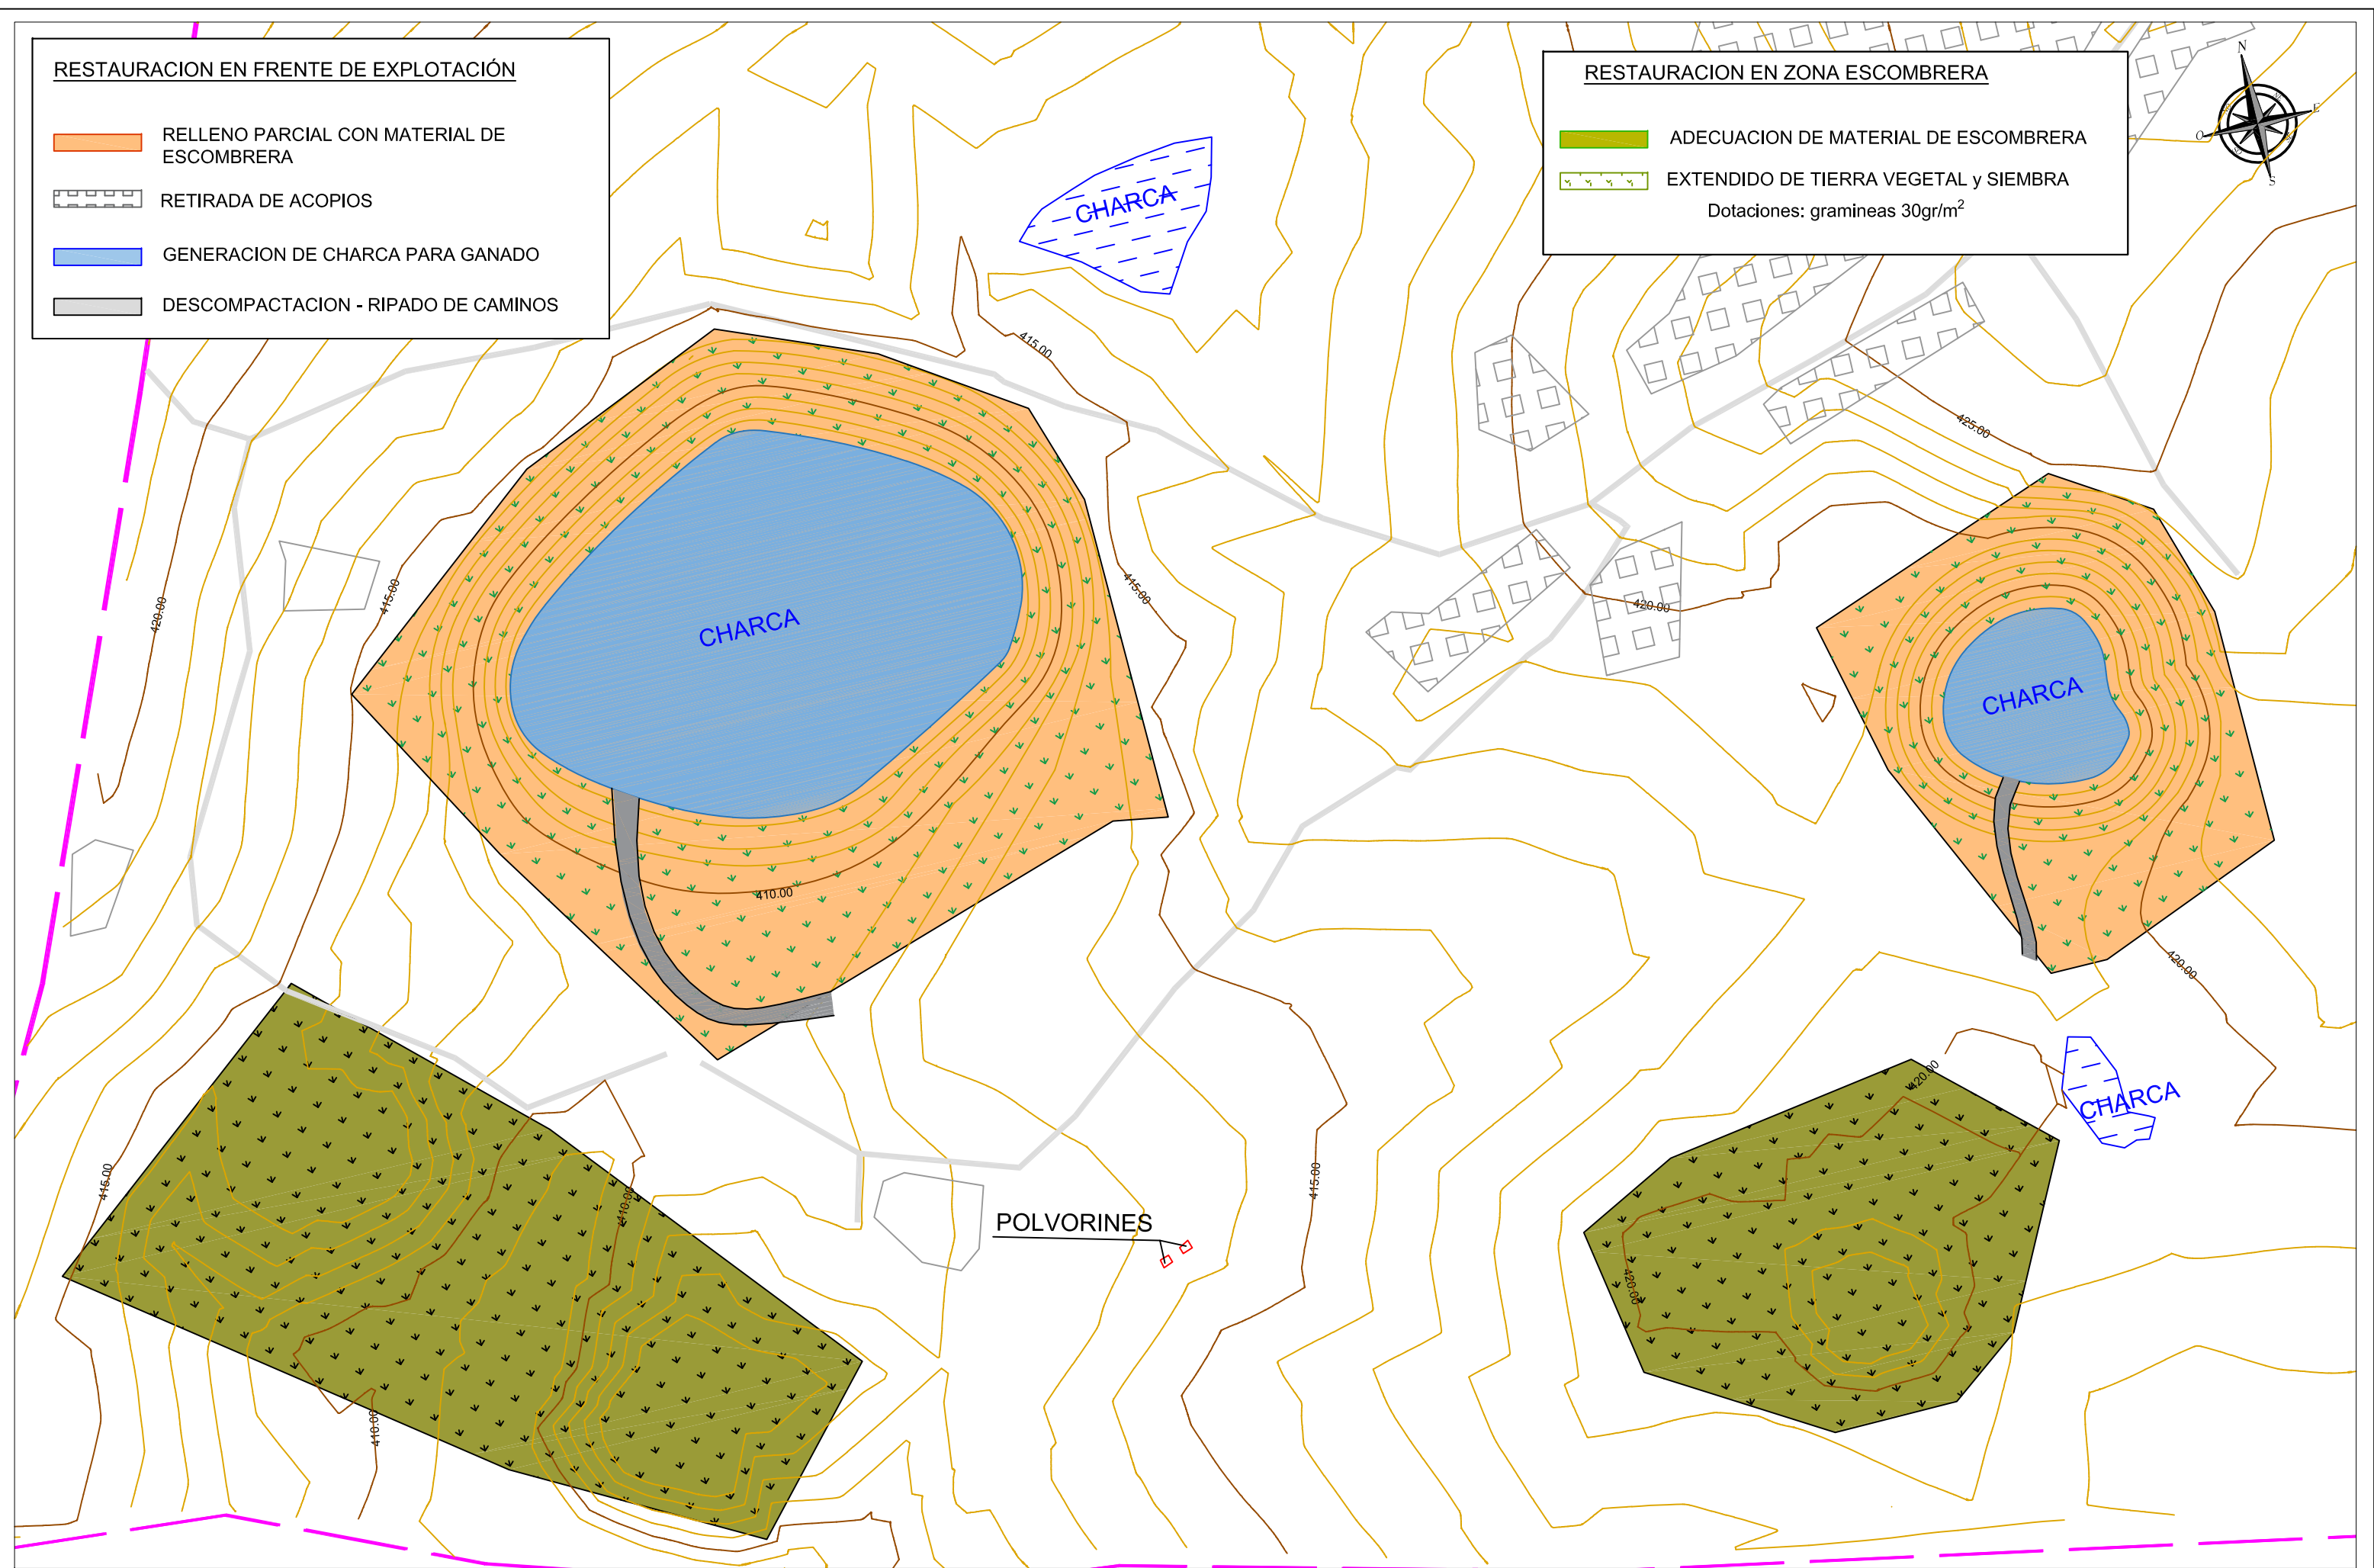 RESTAURACION EN FRENTE DE EXPLOTACIÓN
RELLENO PARCIAL CON MATERIAL DE
ESCOMBRERA
RETIRADA DE ACOPIOS
GENERACION DE CHARCA PARA GANADO
DESCOMPACTACION - RIPADO DE CAMINOS
RESTAURACION EN ZONA ESCOMBRERA
ADECUACION DE MATERIAL DE ESCOMBRERA
EXTENDIDO DE TIERRA VEGETAL y SIEMBRA
Dotaciones: gramineas 30gr/m²
N
E
O
S
CHARCA
415.00
425.00
415.00
415.00
420.00
420.00
CHARCA
CHARCA
410.00
420.00
420.00
CHARCA
415.00
410.00
415.00
POLVORINES
420.00
410.00